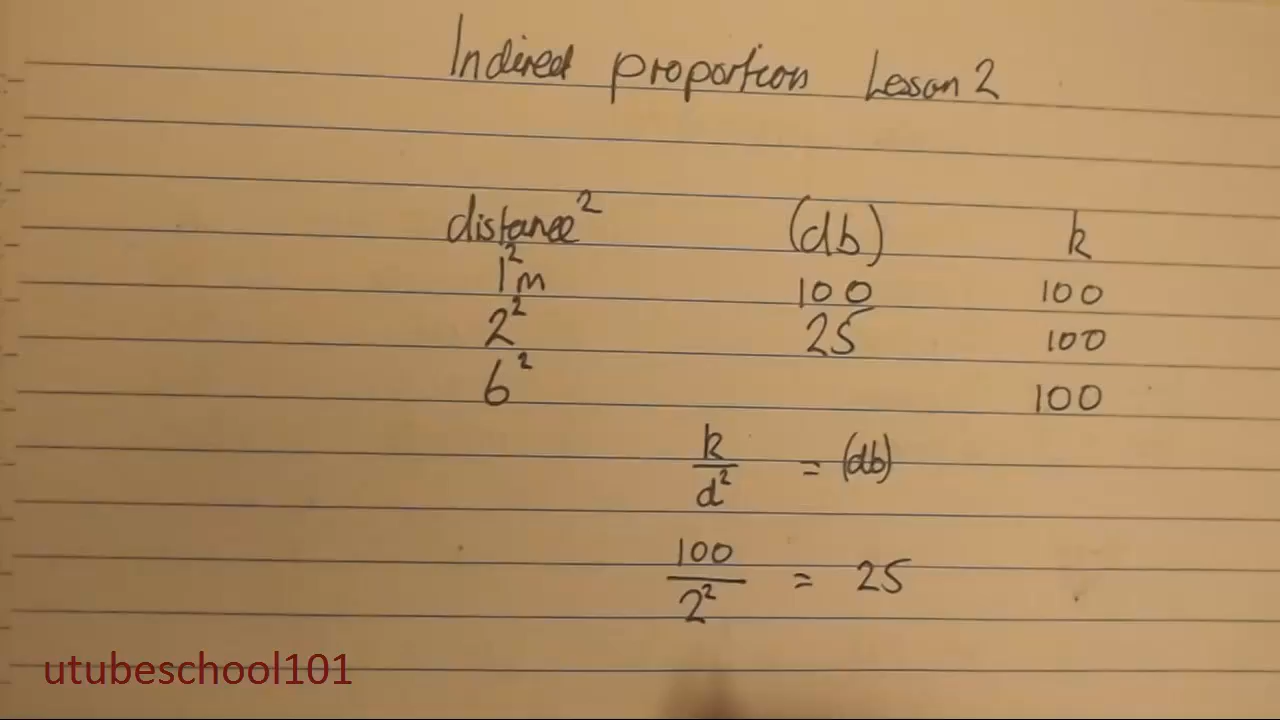 Indirect proportion Lesson 2
distance² (db) k
1²m 100 100
2² 25 100
6² 100
k/d² = (db)
100/2² = 25
utubeschool101